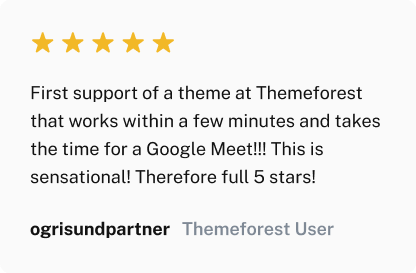 First support of a theme at Themeforest
that works within a few minutes and takes
the time for a Google Meet!!! This is
sensational! Therefore full 5 stars!
ogrisundpartner Themeforest User